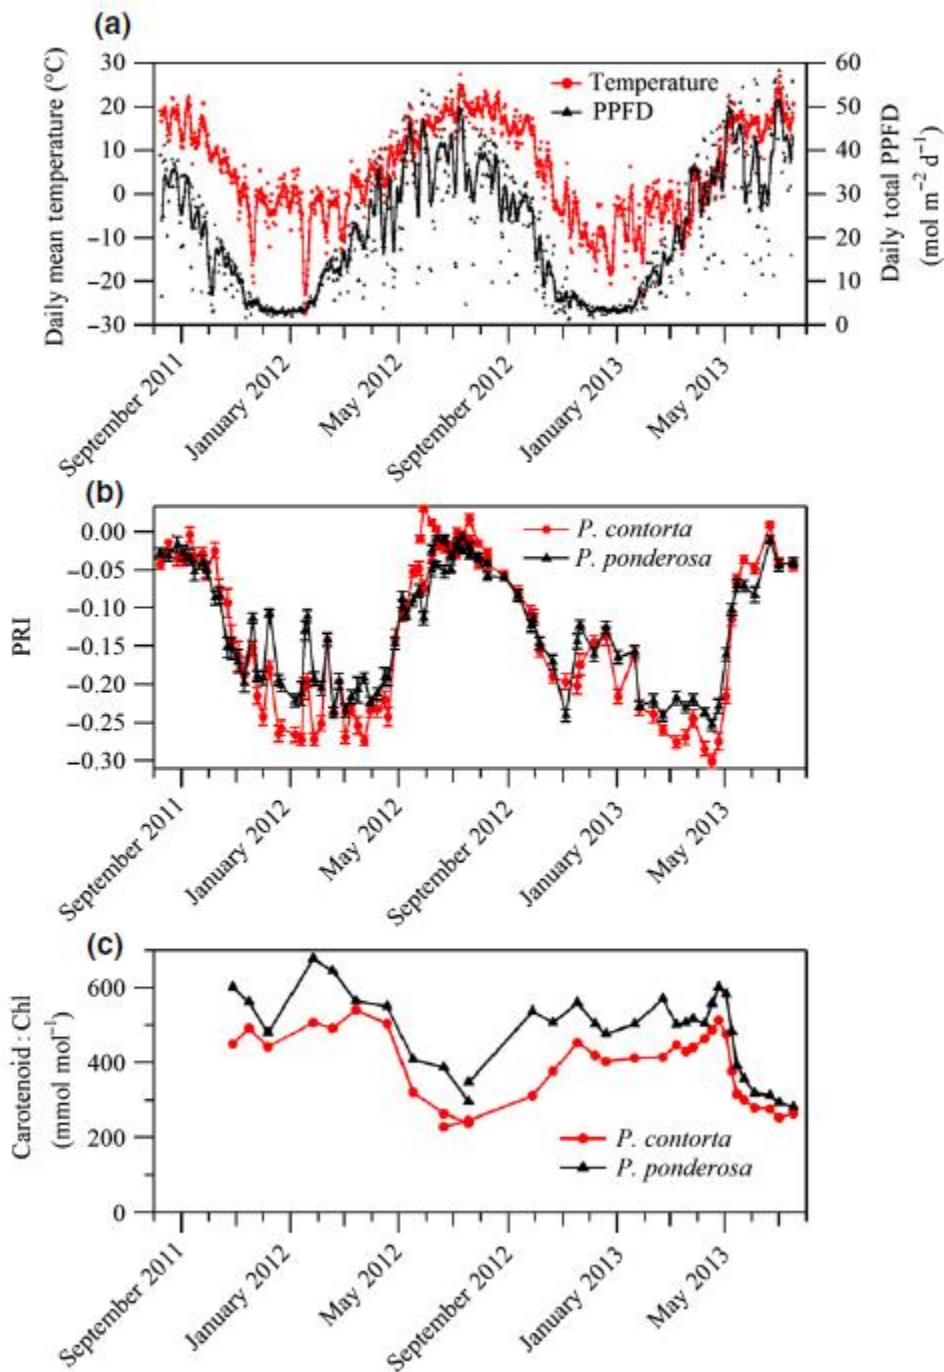 (a)
30
20
10
0
−10
−20
−30
Daily mean temperature (°C)
Temperature
PPFD
60
50
40
30
20
10
0
Daily total PPFD
(mol m−2 d−1)
September 2011
January 2012
May 2012
September 2012
January 2013
May 2013
(b)
0.00
−0.05
−0.10
−0.15
−0.20
−0.25
−0.30
PRI
P. contorta
P. ponderosa
September 2011
January 2012
May 2012
September 2012
January 2013
May 2013
(c)
600
400
200
0
Carotenoid : Chl
(mmol mol−1)
P. contorta
P. ponderosa
September 2011
January 2012
May 2012
September 2012
January 2013
May 2013